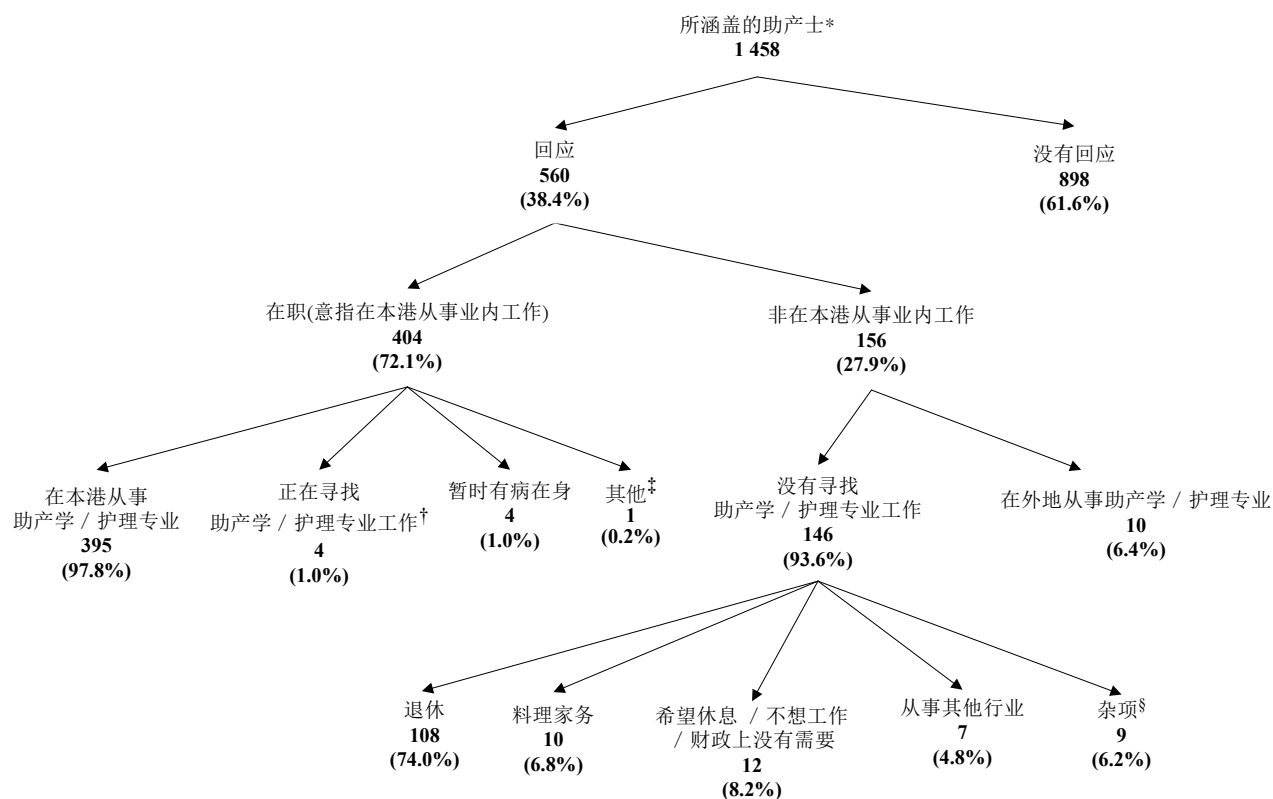 所涵盖的助产士*
1 458
回应
560
(38.4%)
没有回应
898
(61.6%)
在职(意指在本港从事业内工作)
404
(72.1%)
非在本港从事业内工作
156
(27.9%)
在本港从事
助产学 / 护理专业
395
(97.8%)
正在寻找
助产学 / 护理专业工作†
4
(1.0%)
暂时有病在身
4
(1.0%)
其他‡
1
(0.2%)
没有寻找
助产学 / 护理专业工作
146
(93.6%)
在外地从事助产学 / 护理专业
10
(6.4%)
退休
108
(74.0%)
料理家务
10
(6.8%)
希望休息 / 不想工作
/ 财政上没有需要
12
(8.2%)
从事其他行业
7
(4.8%)
杂项§
9
(6.2%)